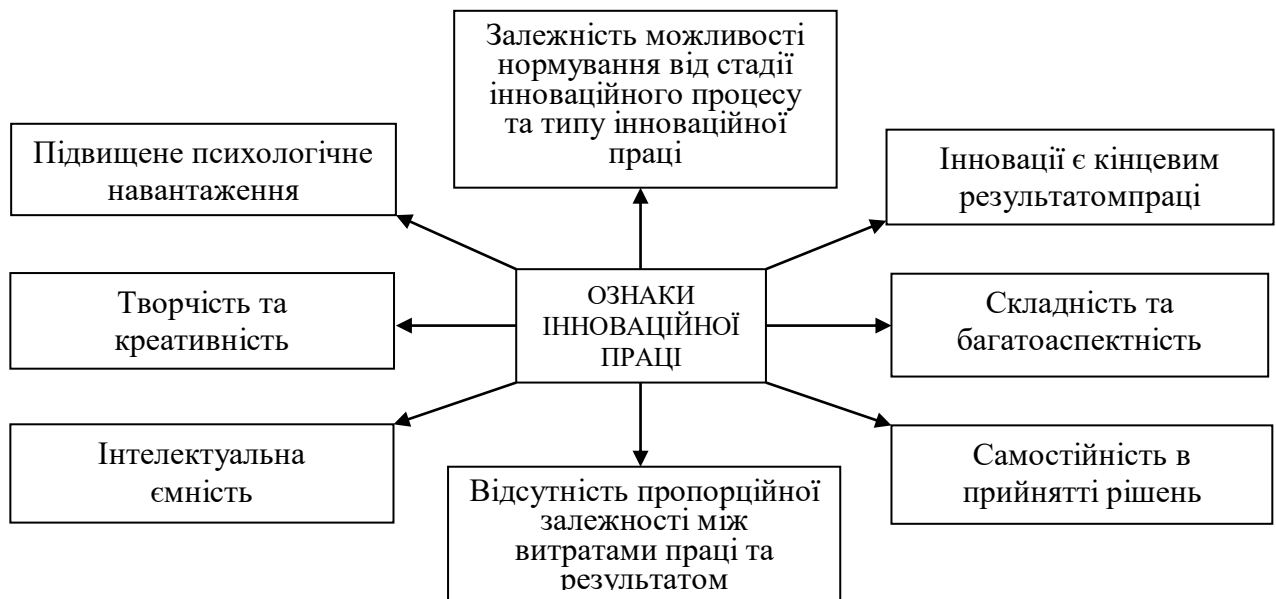 Залежність можливості
нормування від стадії
інноваційного процесу
та типу інноваційної
праці
Підвищене психологічне
навантаження
Інновації є кінцевим
результатомпраці
Творчість та
креативність
ОЗНАКИ
ІННОВАЦІЙНОЇ
ПРАЦІ
Складність та
багатоаспектність
Інтелектуальна
ємність
Відсутність пропорційної
залежності між
витратами праці та
результатом
Самостійність в
прийнятті рішень